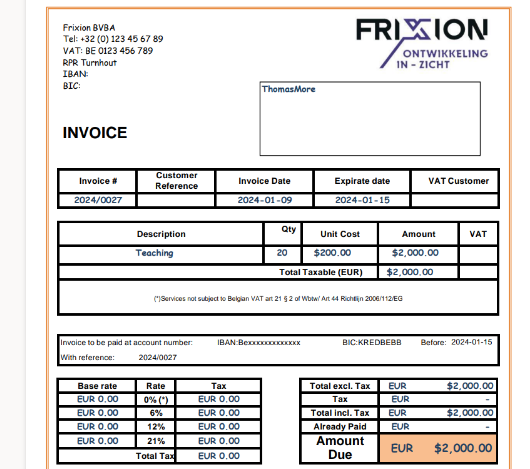 Frixion BVBA
Tel: +32 (0) 123 45 67 89
VAT: BE 0123 456 789
RPR Turnhout
IBAN:
BIC:
FRIXION
ONTWIKKELING
IN - ZICHT
ThomasMore
INVOICE
Invoice # Customer Reference Invoice Date Expirate date VAT Customer
2024/0027 2024-01-09 2024-01-15
Description Qty Unit Cost Amount VAT
Teaching 20 $200.00 $2,000.00
Total Taxable (EUR) $2,000.00
(*)Services not subject to Belgian VAT art 21 § 2 of Wbtw/ Art 44 Richtlijn 2006/112/EG
Invoice to be paid at account number: IBAN:Bexxxxxxxxxxxxx BIC:KREDBEBB Before: 2024-01-15
With reference: 2024/0027
Base rate Rate Tax
EUR 0.00 0% (*) EUR 0.00
EUR 0.00 6% EUR 0.00
EUR 0.00 12% EUR 0.00
EUR 0.00 21% EUR 0.00
Total Tax EUR 0.00
Total excl. Tax EUR $2,000.00
Tax EUR -
Total incl. Tax EUR $2,000.00
Already Paid EUR -
Amount Due EUR $2,000.00